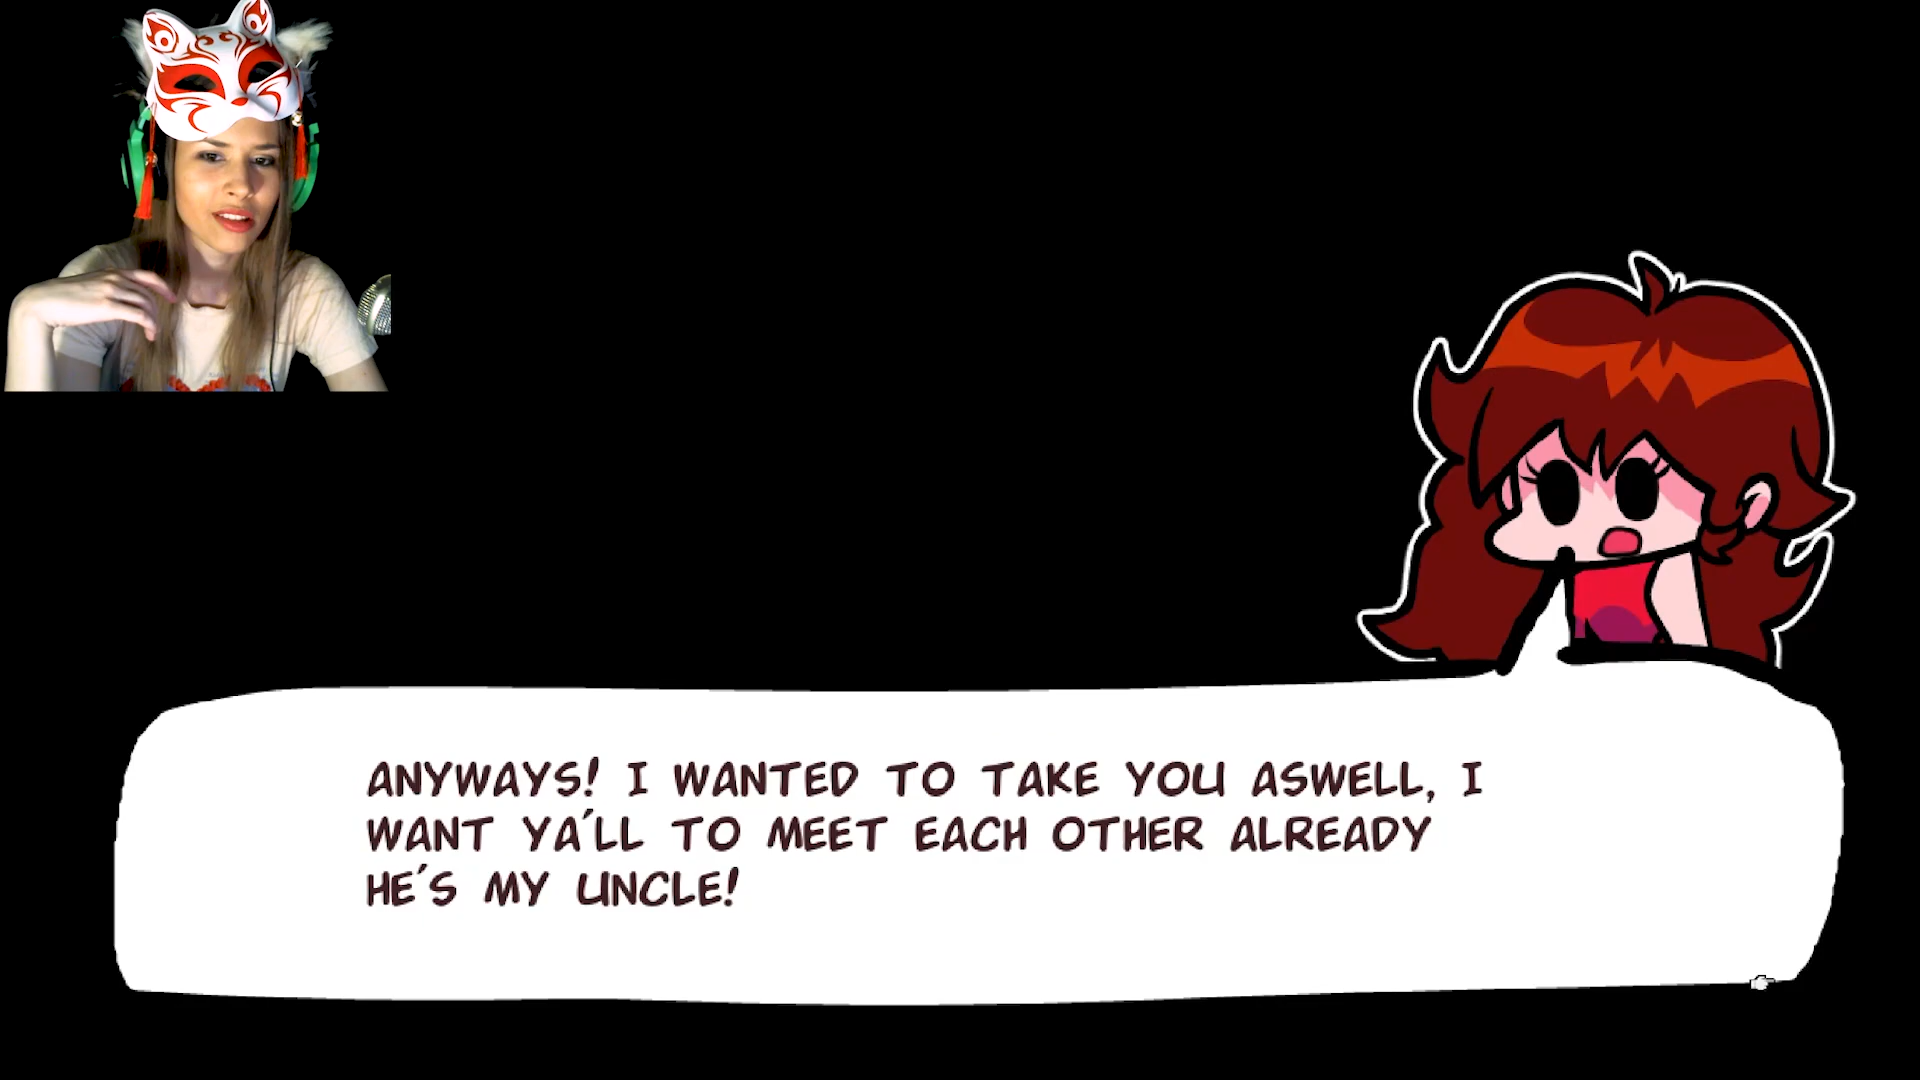 ANYWAYS! I WANTED TO TAKE YOU ASWELL, I
WANT YA'LL TO MEET EACH OTHER ALREADY
HE'S MY UNCLE!